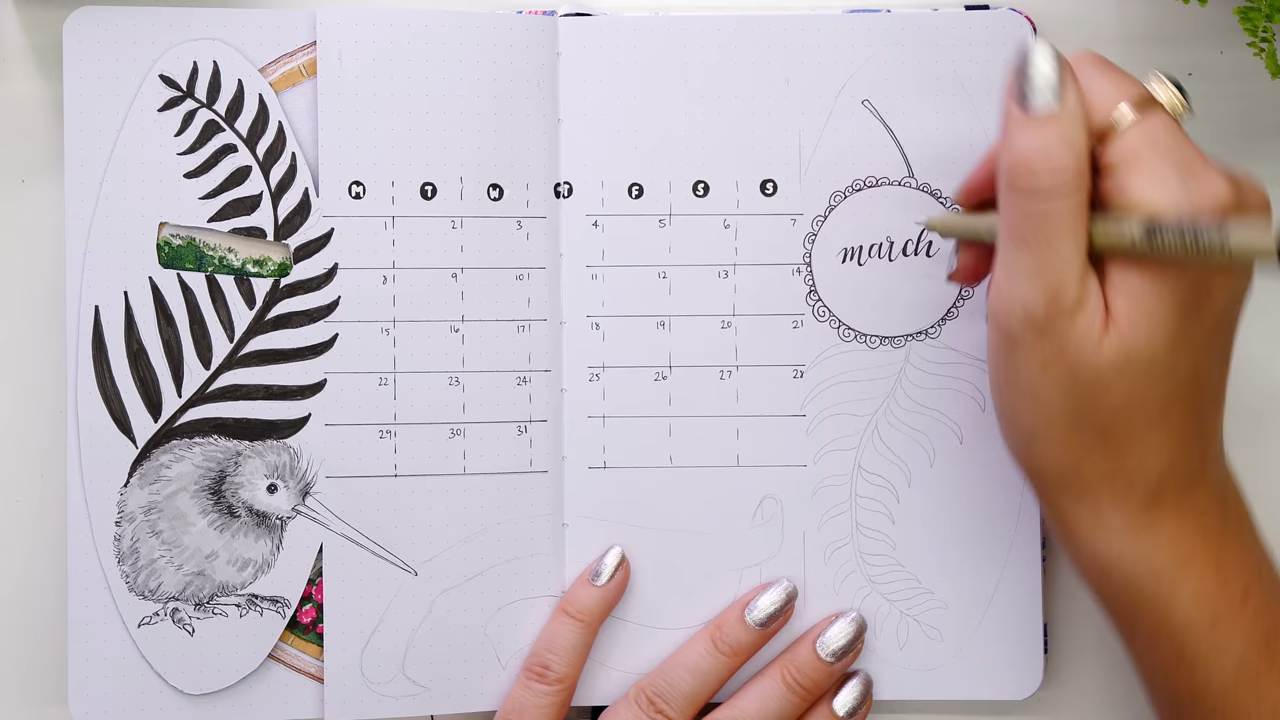 M T W T F S S
1 2 3 4 5 6 7
march
8 9 10 11 12 13 14
15 16 17 18 19 20 21
22 23 24 25 26 27 28
29 30 31